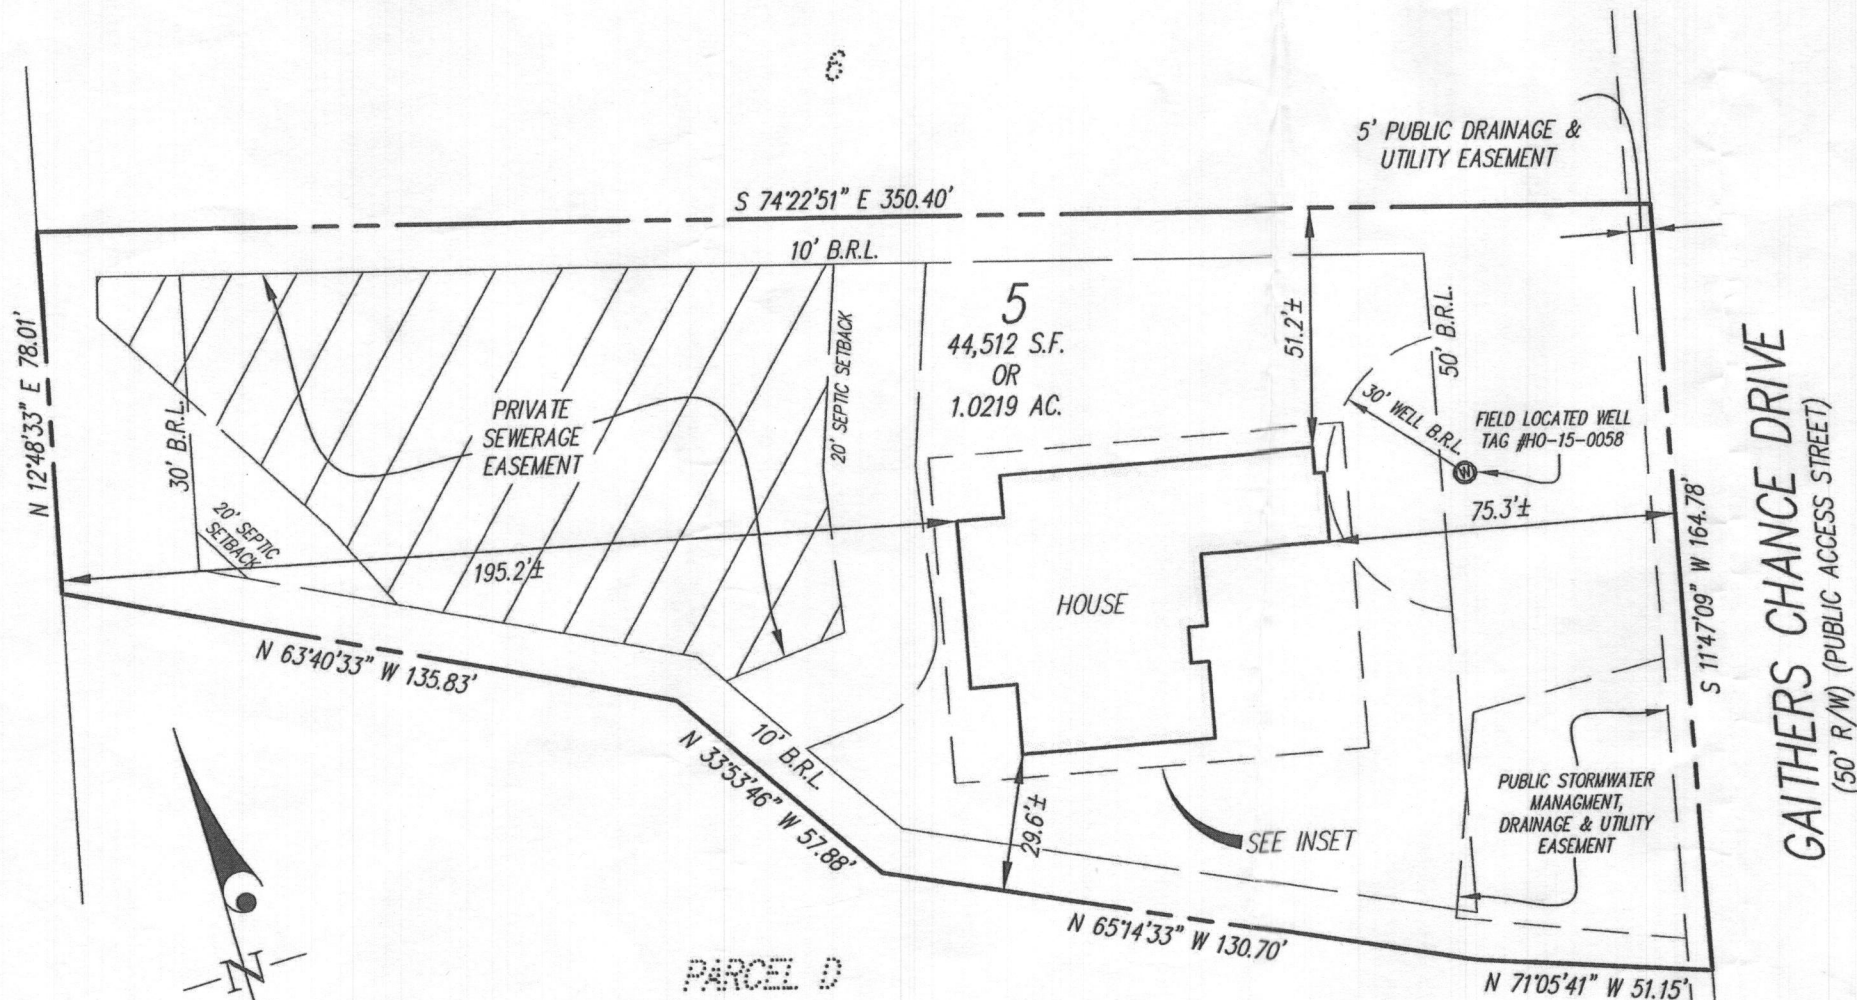 6
5' PUBLIC DRAINAGE &
UTILITY EASEMENT
S 74°22'51" E 350.40'
10' B.R.L.
5
44,512 S.F.
OR
1.0219 AC.
51.2'±
50' B.R.L.
30' WELL B.R.L.
FIELD LOCATED WELL
TAG #HO-15-0058
W
75.3'±
N 12°48'33" E 78.01'
30' B.R.L.
20' SEPTIC
SETBACK
PRIVATE
SEWERAGE
EASEMENT
20' SEPTIC SETBACK
195.2'±
HOUSE
S 11°47'09" W 164.78'
GAITHERS CHANCE DRIVE
(50' R/W) (PUBLIC ACCESS STREET)
N 63°40'33" W 135.83'
10' B.R.L.
N 33°53'46" W 57.88'
29.6'±
SEE INSET
PUBLIC STORMWATER
MANAGMENT,
DRAINAGE & UTILITY
EASEMENT
N 65°14'33" W 130.70'
N 71°05'41" W 51.15'
N
PARCEL D